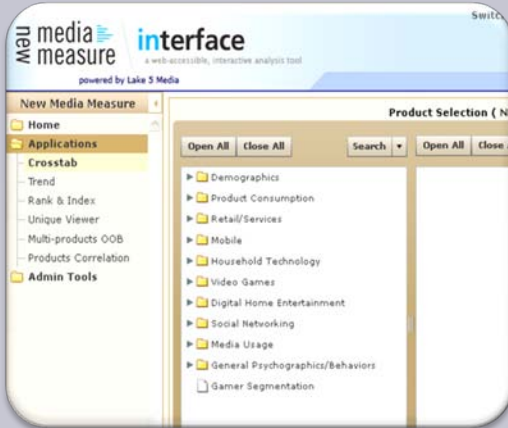 Switc
new media measure
interface
a web-accessible, interactive analysis tool
powered by Lake 5 Media
New Media Measure
Product Selection ( N
Home
Applications
Crosstab
Trend
Rank & Index
Unique Viewer
Multi-products OOB
Products Correlation
Admin Tools
Open All Close All Search Open All Close
Demographics
Product Consumption
Retail/Services
Mobile
Household Technology
Video Games
Digital Home Entertainment
Social Networking
Media Usage
General Psychographics/Behaviors
Gamer Segmentation